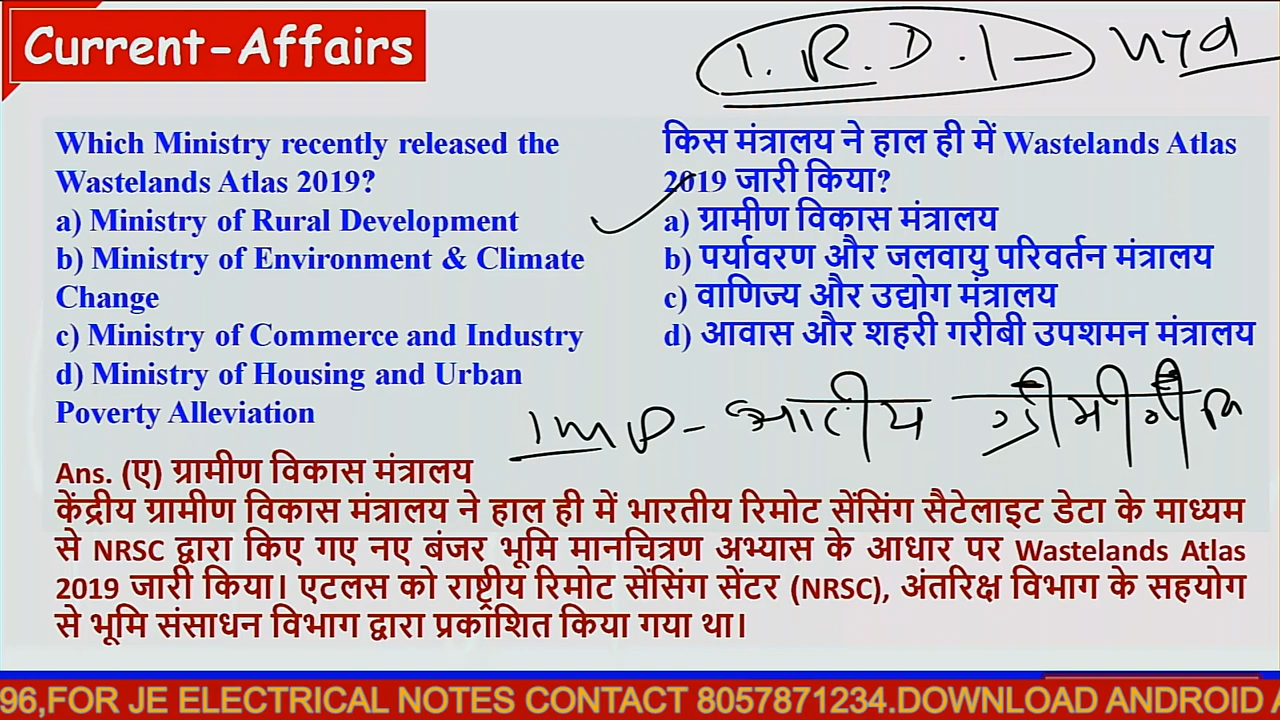 Current-Affairs
I.R.D.I - Hyd
Which Ministry recently released the
Wastelands Atlas 2019?
a) Ministry of Rural Development
b) Ministry of Environment & Climate
Change
c) Ministry of Commerce and Industry
d) Ministry of Housing and Urban
Poverty Alleviation
किस मंत्रालय ने हाल ही में Wastelands Atlas
2019 जारी किया?
a) ग्रामीण विकास मंत्रालय
b) पर्यावरण और जलवायु परिवर्तन मंत्रालय
c) वाणिज्य और उद्योग मंत्रालय
d) आवास और शहरी गरीबी उपशमन मंत्रालय
IMP -
Ans. (ए) ग्रामीण विकास मंत्रालय
केंद्रीय ग्रामीण विकास मंत्रालय ने हाल ही में भारतीय रिमोट सेंसिंग सैटेलाइट डेटा के माध्यम
से NRSC द्वारा किए गए नए बंजर भूमि मानचित्रण अभ्यास के आधार पर Wastelands Atlas
2019 जारी किया। एटलस को राष्ट्रीय रिमोट सेंसिंग सेंटर (NRSC), अंतरिक्ष विभाग के सहयोग
से भूमि संसाधन विभाग द्वारा प्रकाशित किया गया था।
96,FOR JE ELECTRICAL NOTES CONTACT 8057871234.DOWNLOAD ANDROID